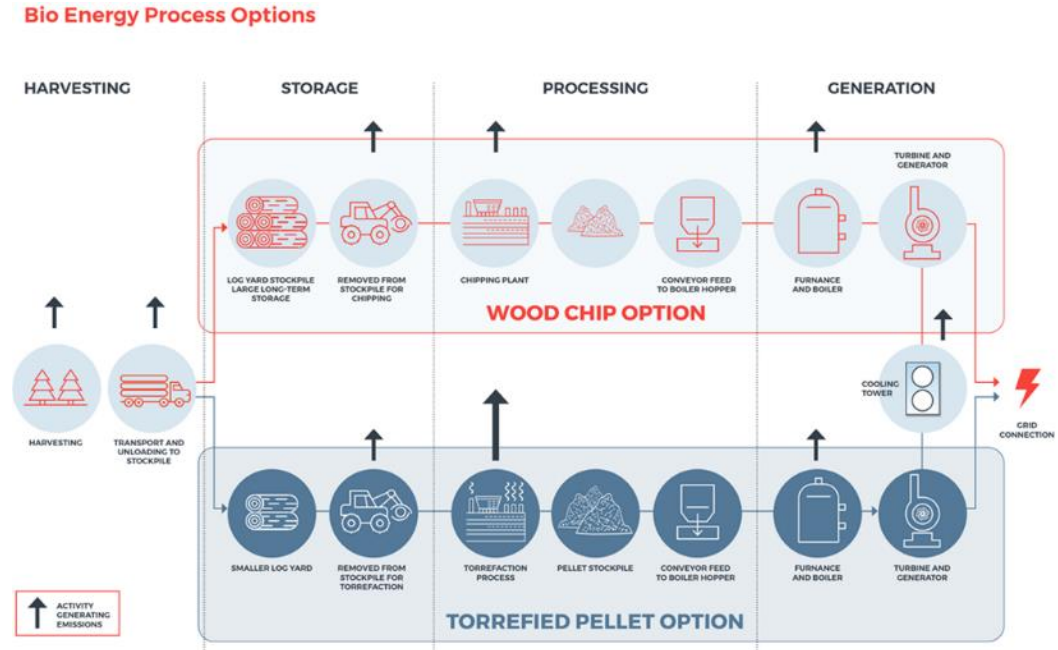 Bio Energy Process Options
HARVESTING
STORAGE
PROCESSING
GENERATION
TURBINE AND
GENERATOR
LOG YARD STOCKPILE
LARGE LONG-TERM
STORAGE
REMOVED FROM
STOCKPILE FOR
CHIPPING
CHIPPING PLANT
CONVEYOR FEED
TO BOILER HOPPER
FURNANCE
AND BOILER
WOOD CHIP OPTION
HARVESTING
TRANSPORT AND
UNLOADING TO
STOCKPILE
COOLING
TOWER
GRID
CONNECTION
SMALLER LOG YARD
REMOVED FROM
STOCKPILE FOR
TORREFACTION
TORREFACTION
PROCESS
PELLET STOCKPILE
CONVEYOR FEED
TO BOILER HOPPER
FURNANCE
AND BOILER
TURBINE AND
GENERATOR
TORREFIED PELLET OPTION
ACTIVITY
GENERATING
EMISSIONS